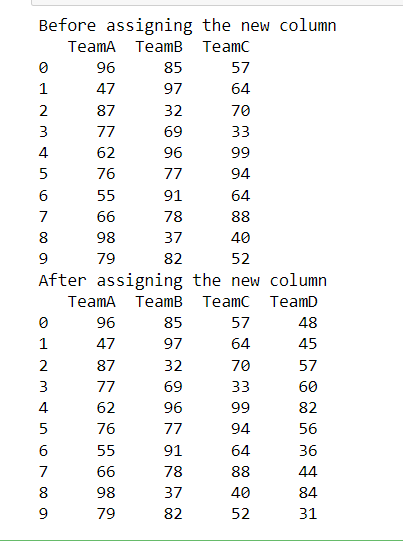 Before assigning the new column
TeamA TeamB TeamC
0 96 85 57
1 47 97 64
2 87 32 70
3 77 69 33
4 62 96 99
5 76 77 94
6 55 91 64
7 66 78 88
8 98 37 40
9 79 82 52
After assigning the new column
TeamA TeamB TeamC TeamD
0 96 85 57 48
1 47 97 64 45
2 87 32 70 57
3 77 69 33 60
4 62 96 99 82
5 76 77 94 56
6 55 91 64 36
7 66 78 88 44
8 98 37 40 84
9 79 82 52 31